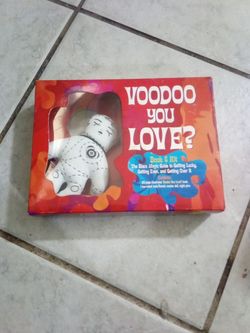 VOODOO
YOU
LOVE?
Book & Kit
The Black Magic Guide to Getting Lucky,
Getting Even, and Getting Over It